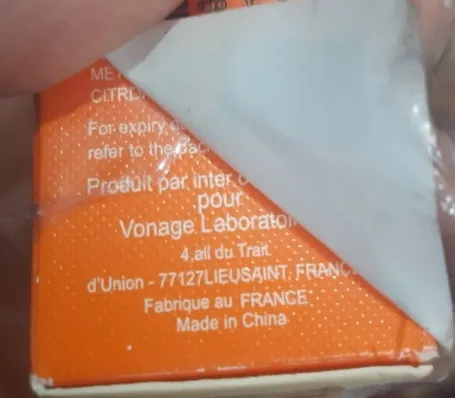 For expiry
refer to the
Produit par inter
pour
Vonage
4,all du Trait
d'Union - 77127LIEUSAINT, FRANC
Fabrique au FRANCE
Made in China